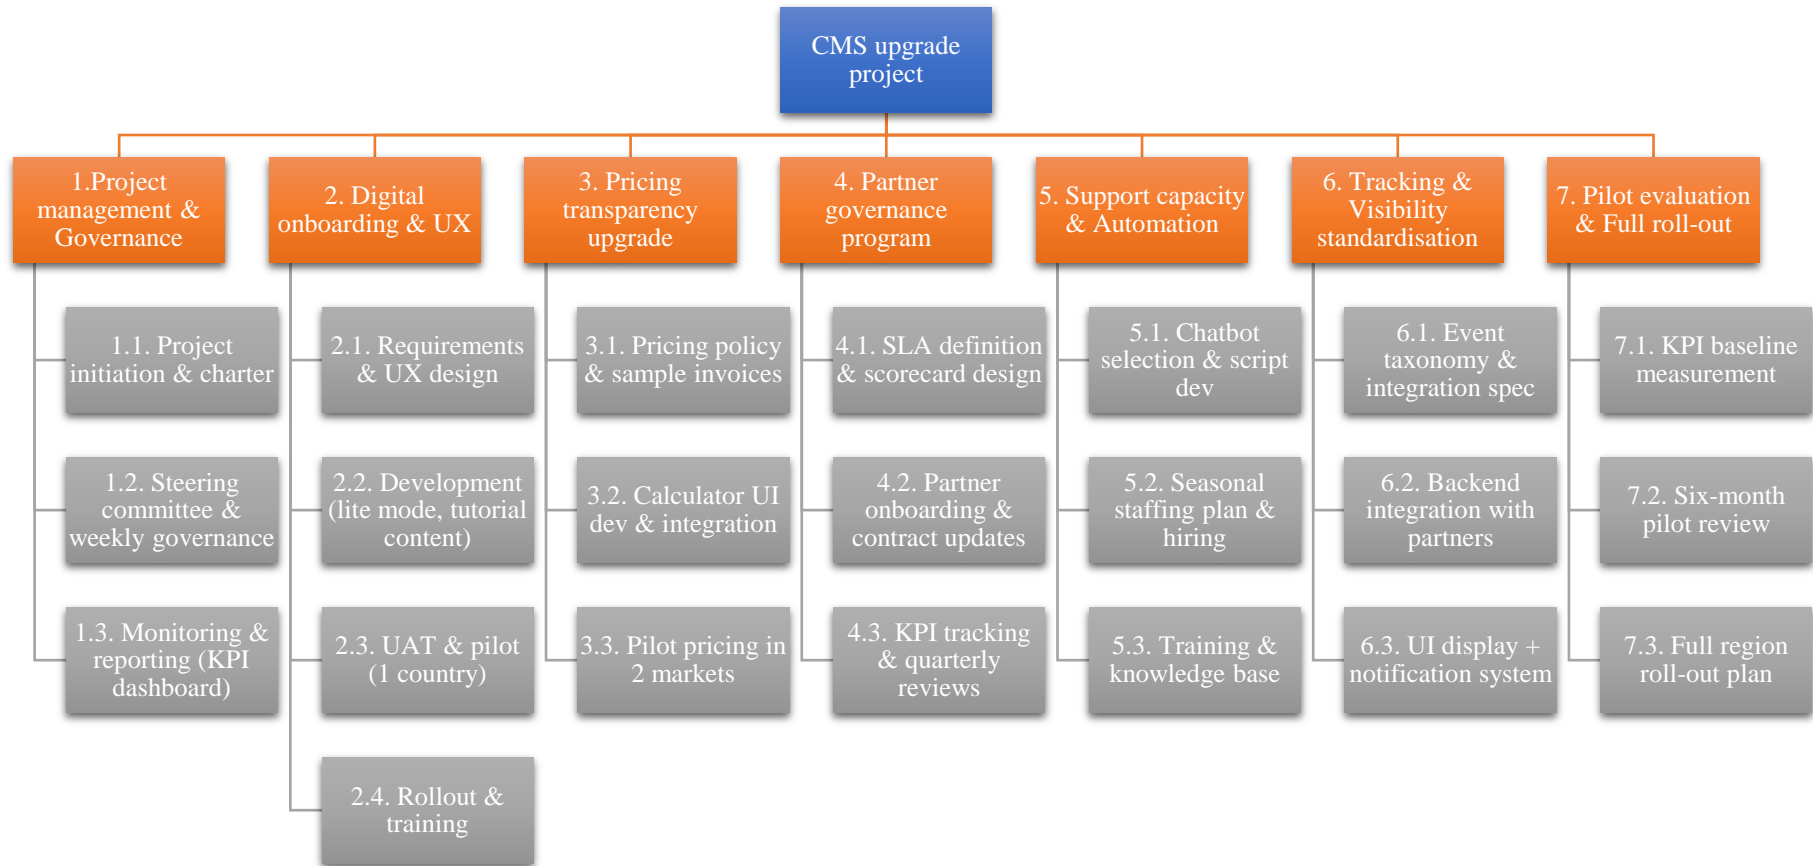 CMS upgrade
project
1.Project
management &
Governance
2. Digital
onboarding & UX
3. Pricing
transparency
upgrade
4. Partner
governance
program
5. Support capacity
& Automation
6. Tracking &
Visibility
standardisation
7. Pilot evaluation
& Full roll-out
1.1. Project
initiation & charter
1.2. Steering
committee &
weekly governance
1.3. Monitoring &
reporting (KPI
dashboard)
2.1. Requirements
& UX design
2.2. Development
(lite mode, tutorial
content)
2.3. UAT & pilot
(1 country)
2.4. Rollout &
training
3.1. Pricing policy
& sample invoices
3.2. Calculator UI
dev & integration
3.3. Pilot pricing in
2 markets
4.1. SLA definition
& scorecard design
4.2. Partner
onboarding &
contract updates
4.3. KPI tracking
& quarterly
reviews
5.1. Chatbot
selection & script
dev
5.2. Seasonal
staffing plan &
hiring
5.3. Training &
knowledge base
6.1. Event
taxonomy &
integration spec
6.2. Backend
integration with
partners
6.3. UI display +
notification system
7.1. KPI baseline
measurement
7.2. Six-month
pilot review
7.3. Full region
roll-out plan